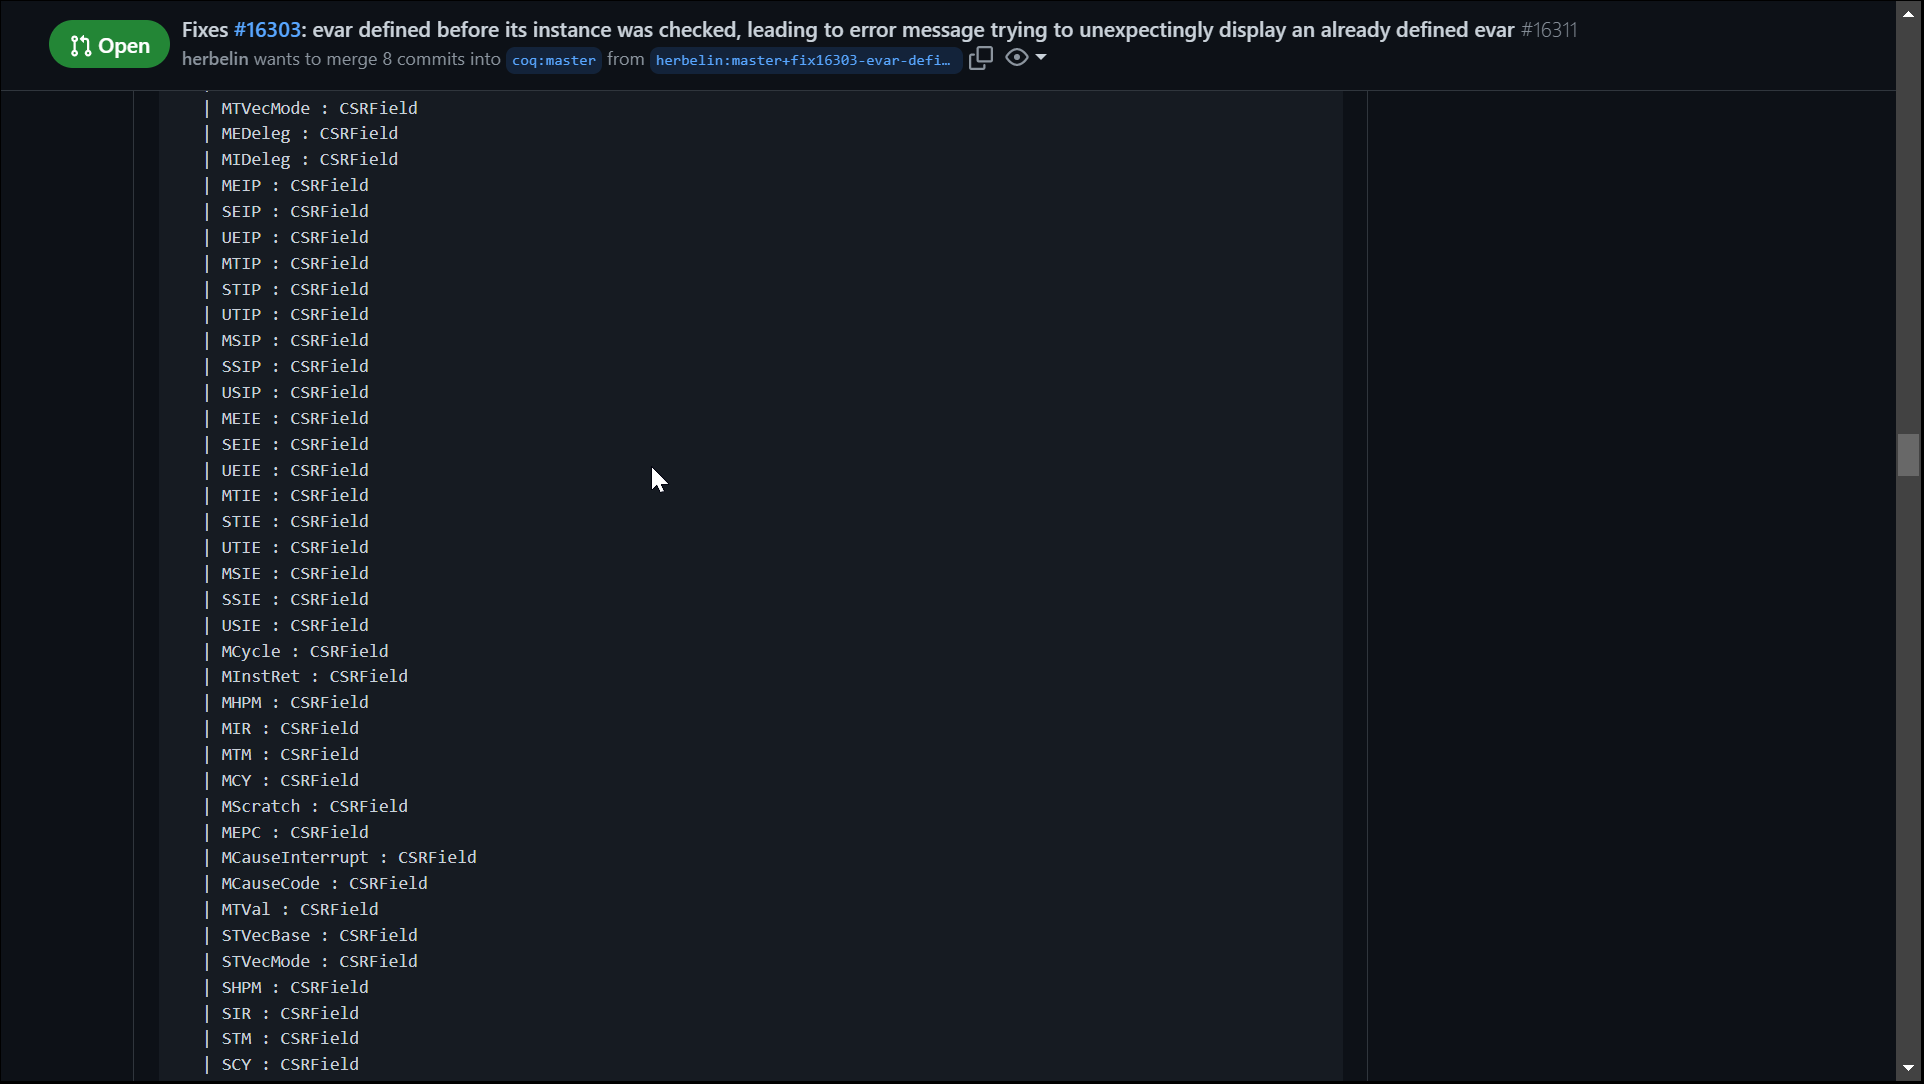 Open
Fixes #16303: evar defined before its instance was checked, leading to error message trying to unexpectingly display an already defined evar #16311
herbelin wants to merge 8 commits into coq:master from herbelin:master+fix16303-evar-defi…
| MTVecMode : CSRField
| MEDeleg : CSRField
| MIDeleg : CSRField
| MEIP : CSRField
| SEIP : CSRField
| UEIP : CSRField
| MTIP : CSRField
| STIP : CSRField
| UTIP : CSRField
| MSIP : CSRField
| SSIP : CSRField
| USIP : CSRField
| MEIE : CSRField
| SEIE : CSRField
| UEIE : CSRField
| MTIE : CSRField
| STIE : CSRField
| UTIE : CSRField
| MSIE : CSRField
| SSIE : CSRField
| USIE : CSRField
| MCycle : CSRField
| MInstRet : CSRField
| MHPM : CSRField
| MIR : CSRField
| MTM : CSRField
| MCY : CSRField
| MScratch : CSRField
| MEPC : CSRField
| MCauseInterrupt : CSRField
| MCauseCode : CSRField
| MTVal : CSRField
| STVecBase : CSRField
| STVecMode : CSRField
| SHPM : CSRField
| SIR : CSRField
| STM : CSRField
| SCY : CSRField